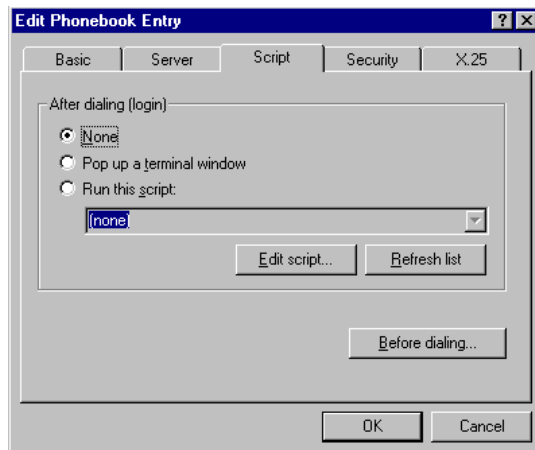 Edit Phonebook Entry
Basic Server Script Security X.25
After dialing (login)
None
Pop up a terminal window
Run this script:
(none)
Edit script... Refresh list
Before dialing...
OK Cancel